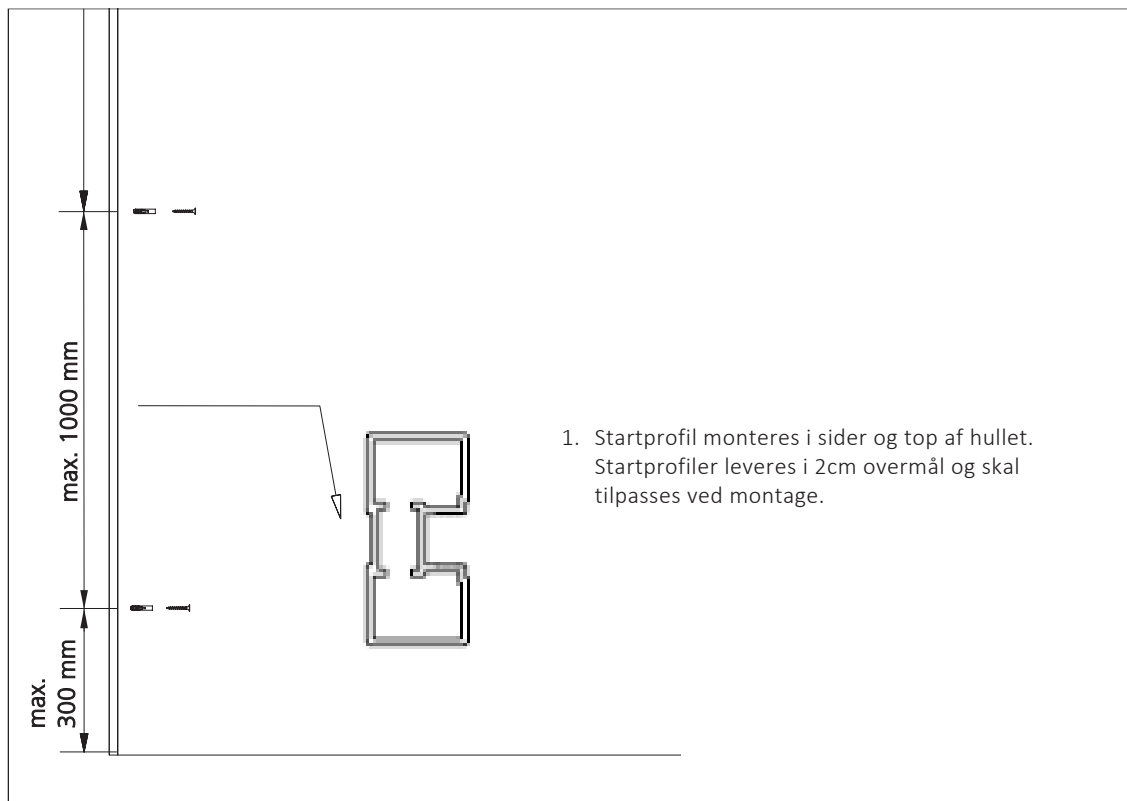 max. 1000 mm
max.
300 mm
1. Startprofil monteres i sider og top af hullet.
Startprofiler leveres i 2cm overmål og skal
tilpasses ved montage.